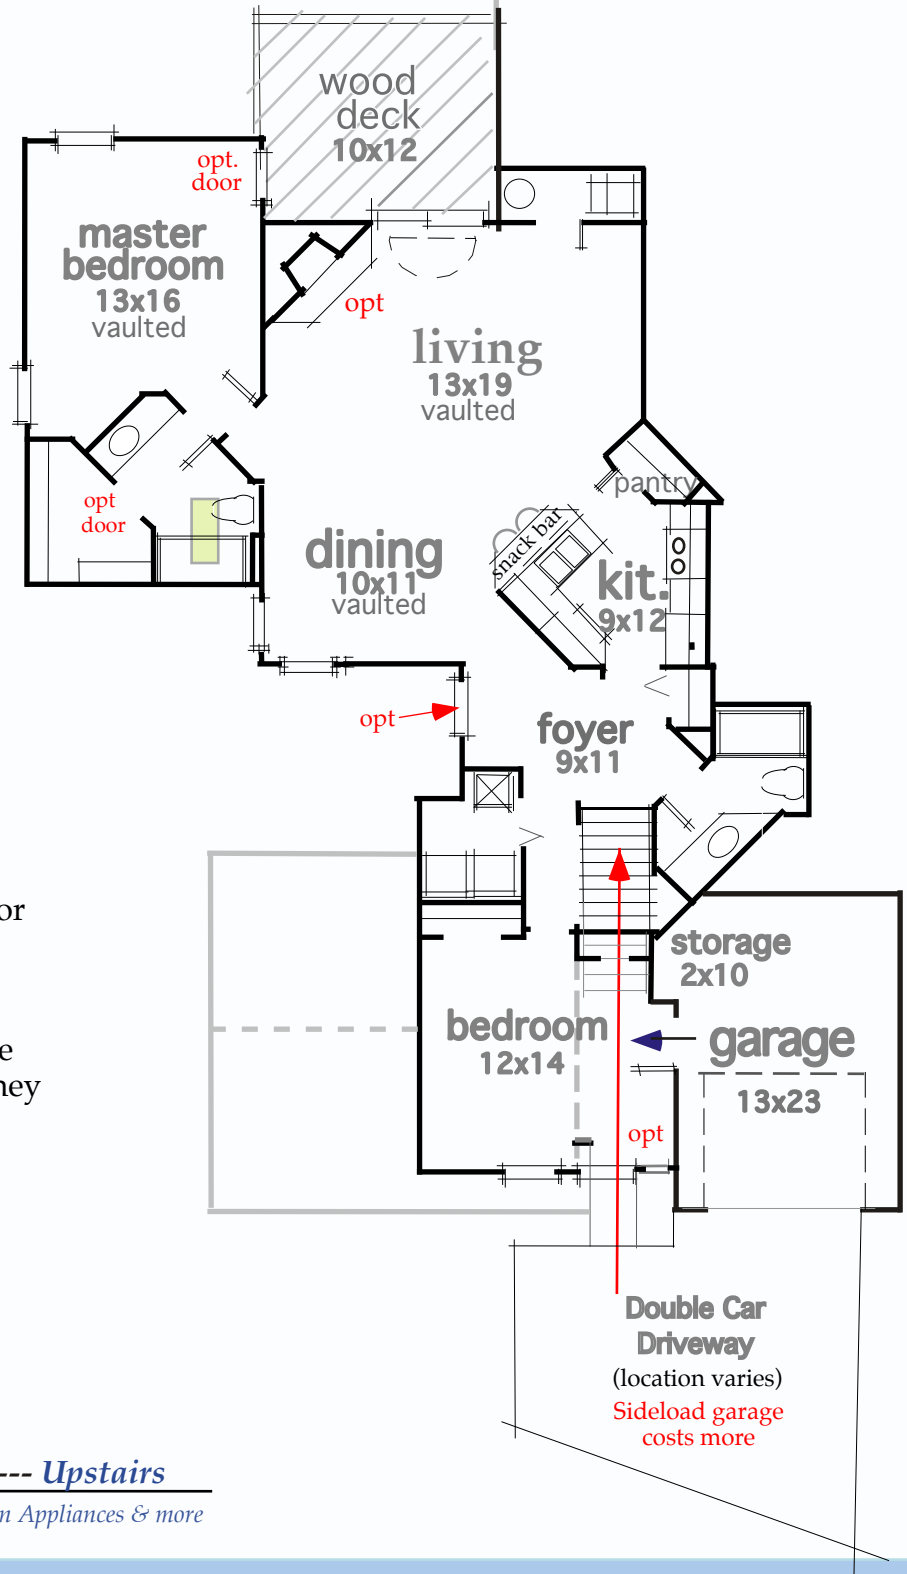 wood
deck
10x12
opt.
door
master
bedroom
13x16
vaulted
opt
living
13x19
vaulted
pantry
opt
door
snack bar
dining
10x11
vaulted
kit.
9x12
opt
foyer
9x11
or
storage
2x10
bedroom
12x14
garage
13x23
e
ney
opt
Double Car
Driveway
(location varies)
Sideload garage
costs more
--- Upstairs
n Appliances & more